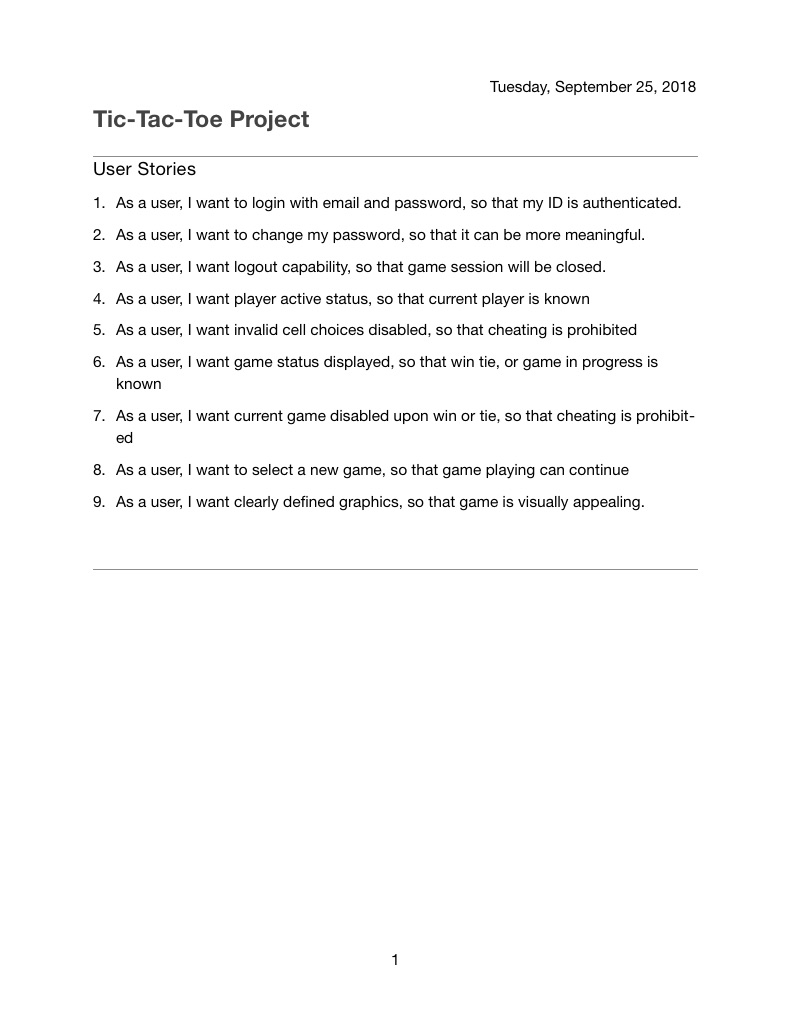 Tuesday, September 25, 2018
Tic-Tac-Toe Project
User Stories
1. As a user, I want to login with email and password, so that my ID is authenticated.
2. As a user, I want to change my password, so that it can be more meaningful.
3. As a user, I want logout capability, so that game session will be closed.
4. As a user, I want player active status, so that current player is known
5. As a user, I want invalid cell choices disabled, so that cheating is prohibited
6. As a user, I want game status displayed, so that win tie, or game in progress is
known
7. As a user, I want current game disabled upon win or tie, so that cheating is prohibit-
ed
8. As a user, I want to select a new game, so that game playing can continue
9. As a user, I want clearly defined graphics, so that game is visually appealing.
1